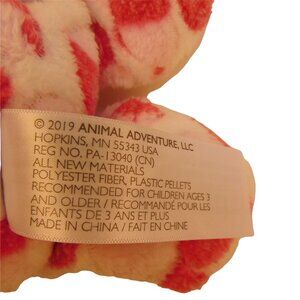 © 2019 ANIMAL ADVENTURE, LLC
HOPKINS, MN 55343 USA
REG NO. PA-13040 (CN)
ALL NEW MATERIALS
POLYESTER FIBER, PLASTIC PELLETS
RECOMMENDED FOR CHILDREN AGES 3
AND OLDER / RECOMMANDÉ POUR LES
ENFANTS DE 3 ANS ET PLUS
MADE IN CHINA / FAIT EN CHINE